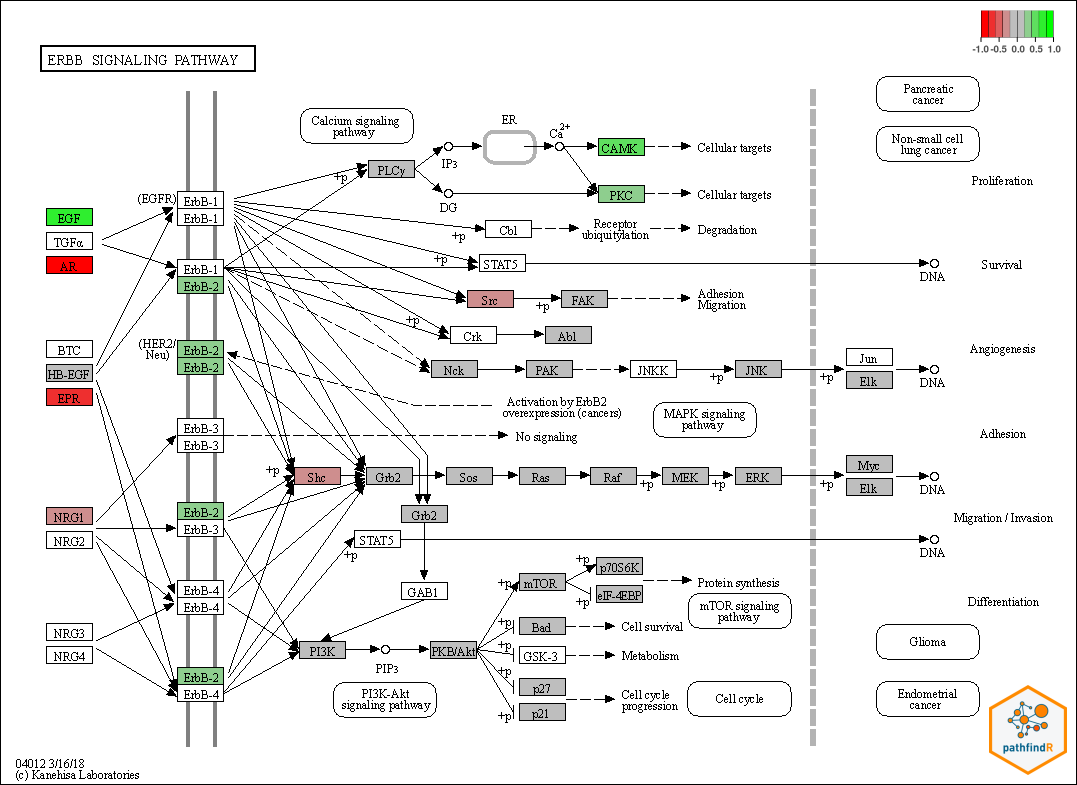 -1.0 -0.5 0.0 0.5 1.0
ERBB SIGNALING PATHWAY
Pancreatic
cancer
Calcium signaling
pathway
ER
Ca2+
CAMK
Cellular targets
Non-small cell
lung cancer
IP3
PLCγ
+p
DG
PKC
Cellular targets
Proliferation
(EGFR)
ErbB-1
ErbB-1
EGF
TGFα
AR
+p
Cbl
Receptor
ubiquitylation
Degradation
ErbB-1
ErbB-2
+p
STAT5
DNA
Survival
Src
+p
FAK
Adhesion
Migration
+p
Crk
Abl
(HER2/
Neu)
ErbB-2
ErbB-2
BTC
HB-EGF
EPR
Nck
PAK
JNKK
+p
JNK
+p
Jun
Elk
DNA
Angiogenesis
Activation by ErbB2
overexpression (cancers)
MAPK signaling
pathway
ErbB-3
ErbB-3
No signaling
Adhesion
+p
Shc
Grb2
Sos
Ras
Raf
+p
MEK
+p
ERK
+p
Myc
Elk
DNA
NRG1
NRG2
ErbB-2
ErbB-3
Grb2
Migration / Invasion
STAT5
+p
DNA
+p
mTOR
+p
p70S6K
+p
eIF-4EBP
Protein synthesis
mTOR signaling
pathway
ErbB-4
ErbB-4
GAB1
Differentiation
NRG3
NRG4
+p
Bad
Cell survival
Glioma
PI3K
PIP3
PKB/Akt
+p
GSK-3
Metabolism
ErbB-2
ErbB-4
PI3K-Akt
signaling pathway
+p
p27
+p
p21
Cell cycle
progression
Cell cycle
Endometrial
cancer
pathfindR
04012 3/16/18
(c) Kanehisa Laboratories